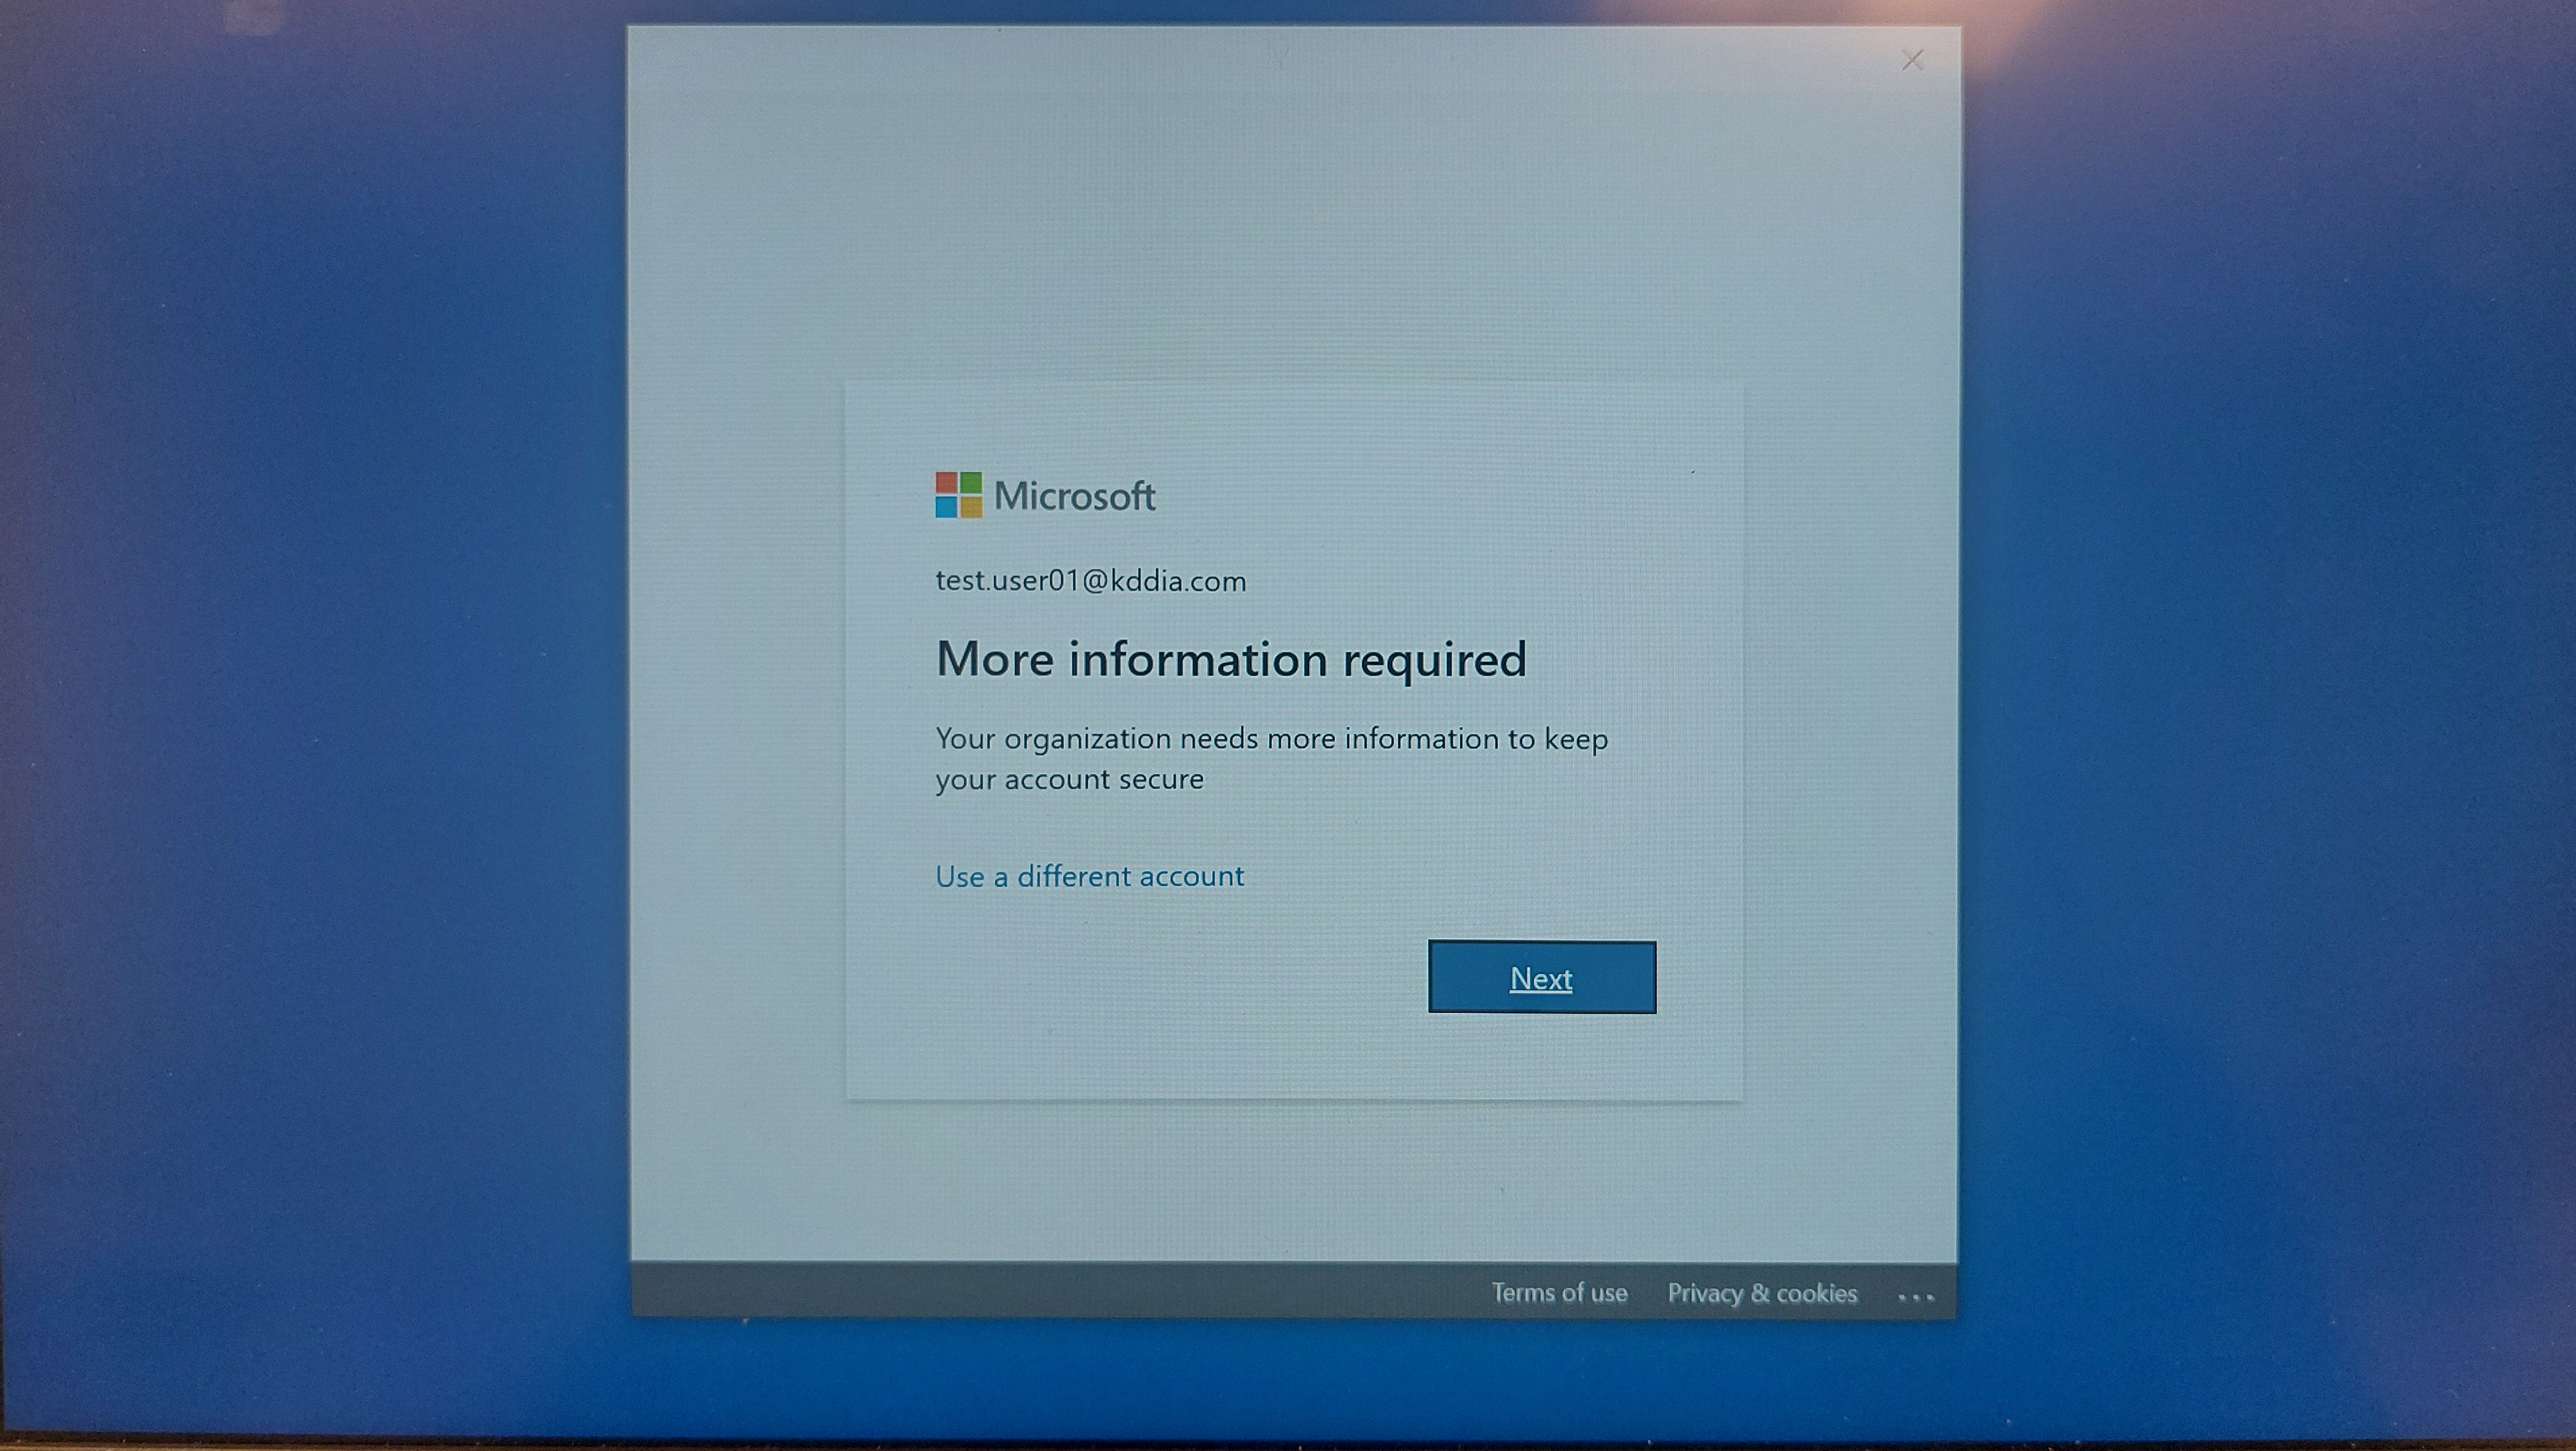 Microsoft
test.user01@kddia.com
More information required
Your organization needs more information to keep
your account secure
Use a different account
Next
Terms of use Privacy & cookies ...